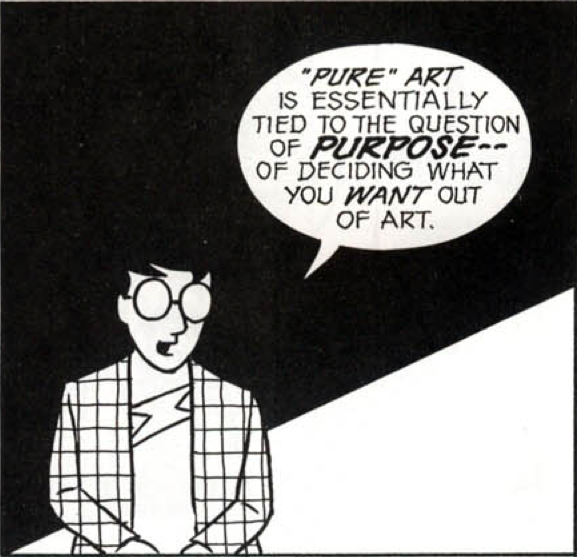 "PURE" ART
IS ESSENTIALLY
TIED TO THE QUESTION
OF PURPOSE--
OF DECIDING WHAT
YOU WANT OUT
OF ART.